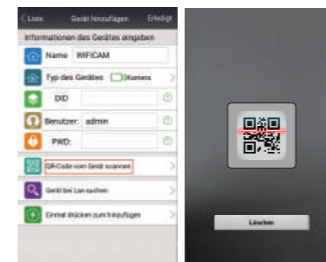 Liste Gerät hinzufügen Erledigt
Informationen des Gerätes eingeben
Name WIFICAM
Typ des Gerätes Kamera
DID
Benutzer: admin
PWD:
QR-Code vom Gerät scannen
Gerät bei Lan suchen
Einmal drücken zum hinzufügen
Löschen